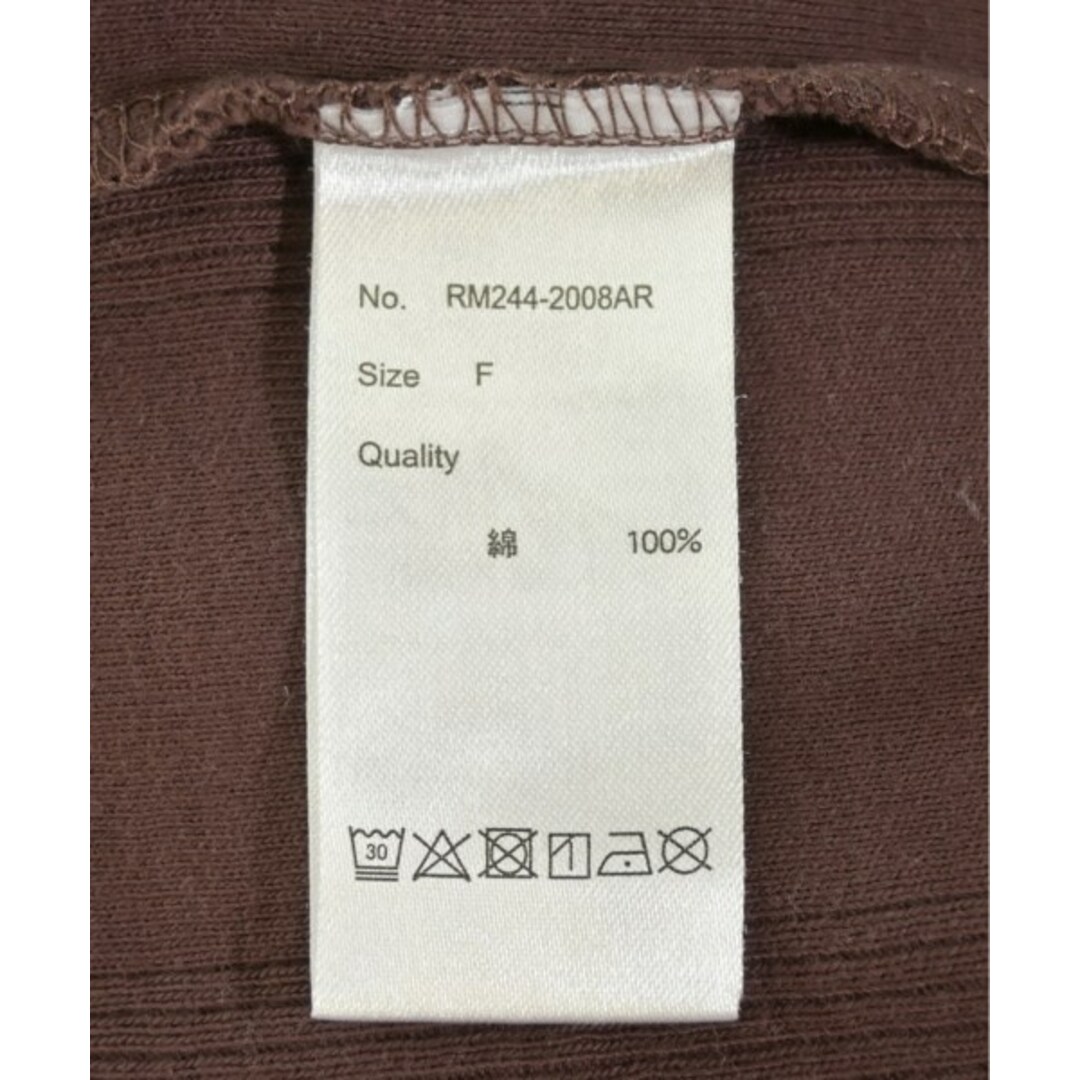 No. RM244-2008AR
Size F
Quality
綿 100%
30